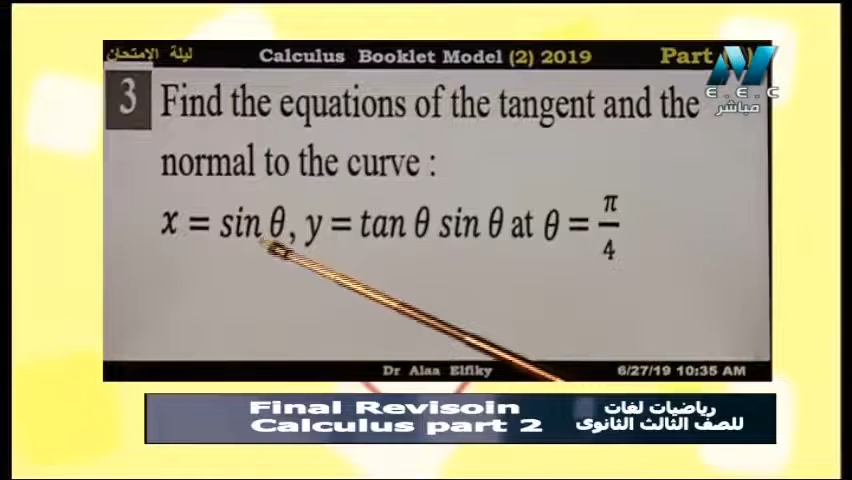 ليلة الامتحان Calculus Booklet Model (2) 2019 Part
E.E.C
مباشر
3 Find the equations of the tangent and the
normal to the curve :
x = sin θ, y = tan θ sin θ at θ = π/4
Dr Alaa Elfiky 6/27/19 10:35 AM
Final Revisoin رياضيات لغات
Calculus part 2 للصف الثالث الثانوى